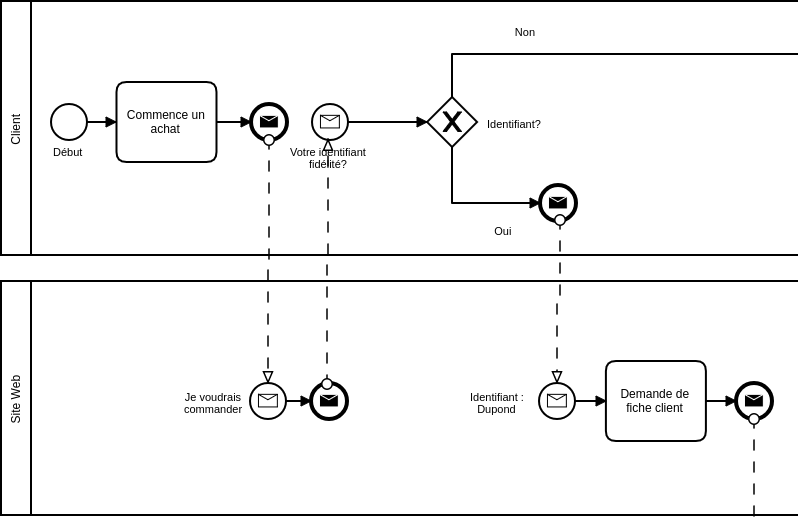 Client
Non
Commence un
achat
Début
Votre identifiant
fidélité?
Identifiant?
Oui
Site Web
Je voudrais
commander
Identifiant :
Dupond
Demande de
fiche client